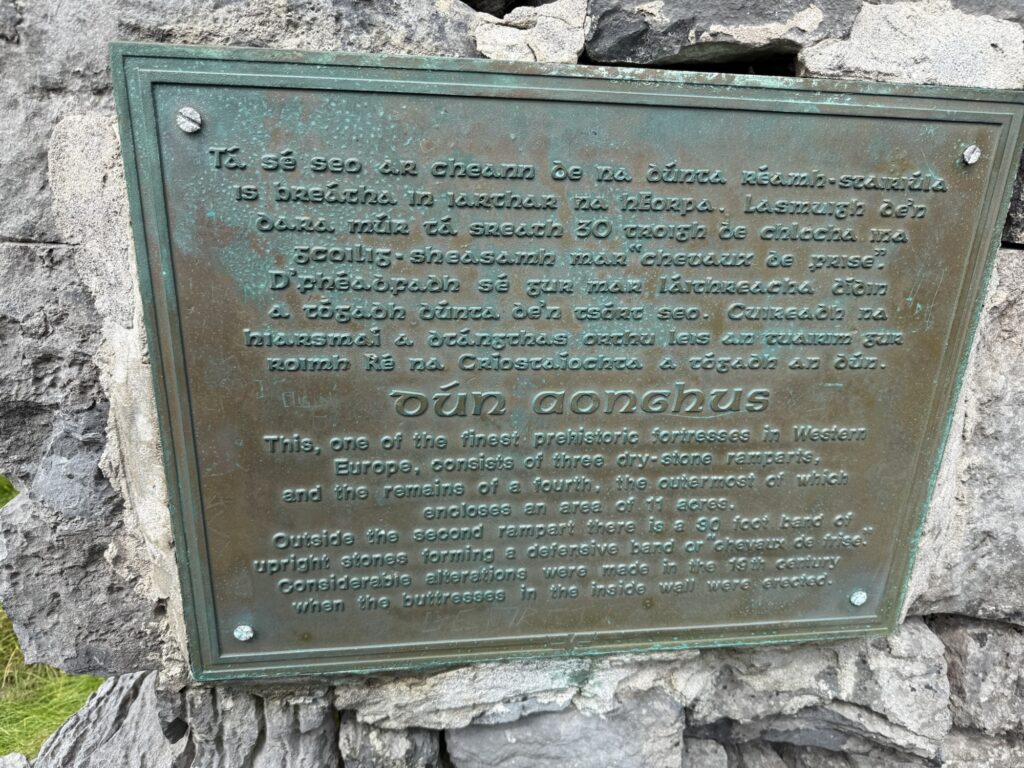 Tá sé seo ar cheann de na dúnta réamh-stairiúla
is breátha in iarthar na hEorpa. Lasmuigh de'n
dara múr tá sreath 30 troigh de chlocha ina
gcoilig-sheasamh mar "chevaux de frise".
D'fhéadfadh sé gur mar láithreacha dídin
a tógadh dúnta de'n tsórt seo. Cuireadh na
hiarsmaí a dtángthas orthu leis an tuairim gur
roimh Ré na Críostaíochta a tógadh an dún.
Dún Aonghus
This, one of the finest prehistoric fortresses in Western
Europe, consists of three dry-stone ramparts,
and the remains of a fourth, the outermost of which
encloses an area of 11 acres.
Outside the second rampart there is a 30 foot band of
upright stones forming a defensive band or "chevaux de frise."
Considerable alterations were made in the 19th century
when the buttresses in the inside wall were erected.